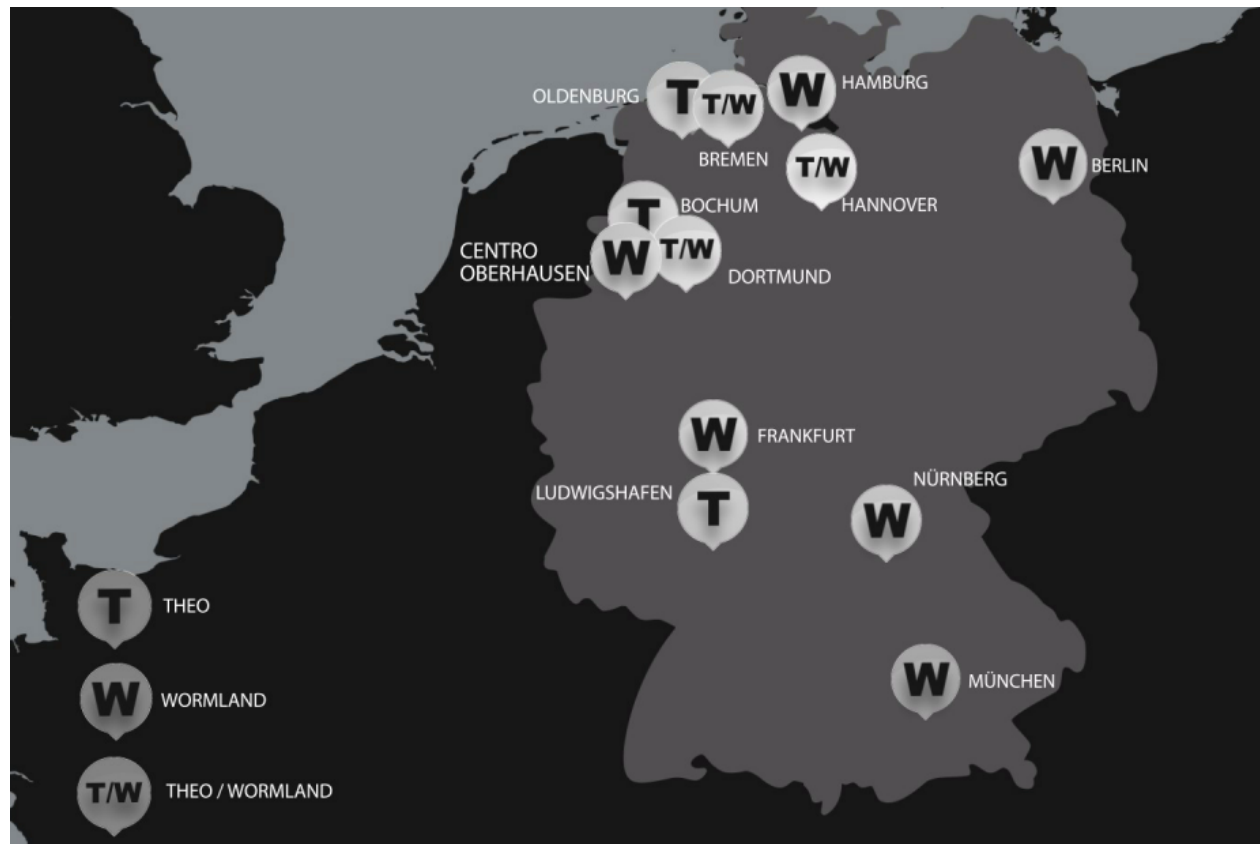 OLDENBURG
T
T/W
BREMEN
W
HAMBURG
T/W
HANNOVER
W
BERLIN
T
BOCHUM
CENTRO
OBERHAUSEN
W
T/W
DORTMUND
W
FRANKFURT
LUDWIGSHAFEN
T
NÜRNBERG
W
W
MÜNCHEN
T THEO
W WORMLAND
T/W THEO / WORMLAND